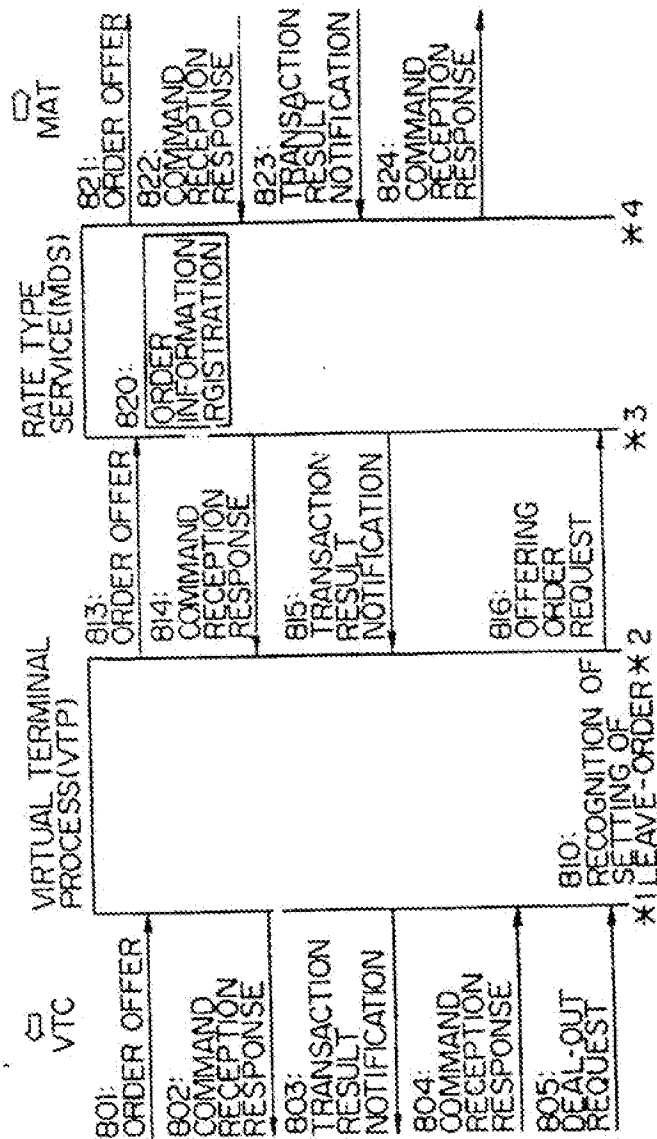 ⇦
VTC
VIRTUAL TERMINAL
PROCESS(VTP)
RATE TYPE
SERVICE(MDS)
⇨
MAT
801:
ORDER OFFER
802:
COMMAND
RECEPTION
RESPONSE
803:
TRANSACTION
RESULT
NOTIFICATION
804:
COMMAND
RECEPTION
RESPONSE
805:
DEAL-OUT
REQUEST
810:
RECOGNITION OF
SETTING OF
*1 LEAVE-ORDER *2
813:
ORDER OFFER
814:
COMMAND
RECEPTION
RESPONSE
815:
TRANSACTION
RESULT
NOTIFICATION
816:
OFFERING
ORDER
REQUEST
820:
ORDER
INFORMATION
RGISTRATION
*3
*4
821:
ORDER OFFER
822:
COMMAND
RECEPTION
RESPONSE
823:
TRANSACTION
RESULT
NOTIFICATION
824:
COMMAND
RECEPTION
RESPONSE